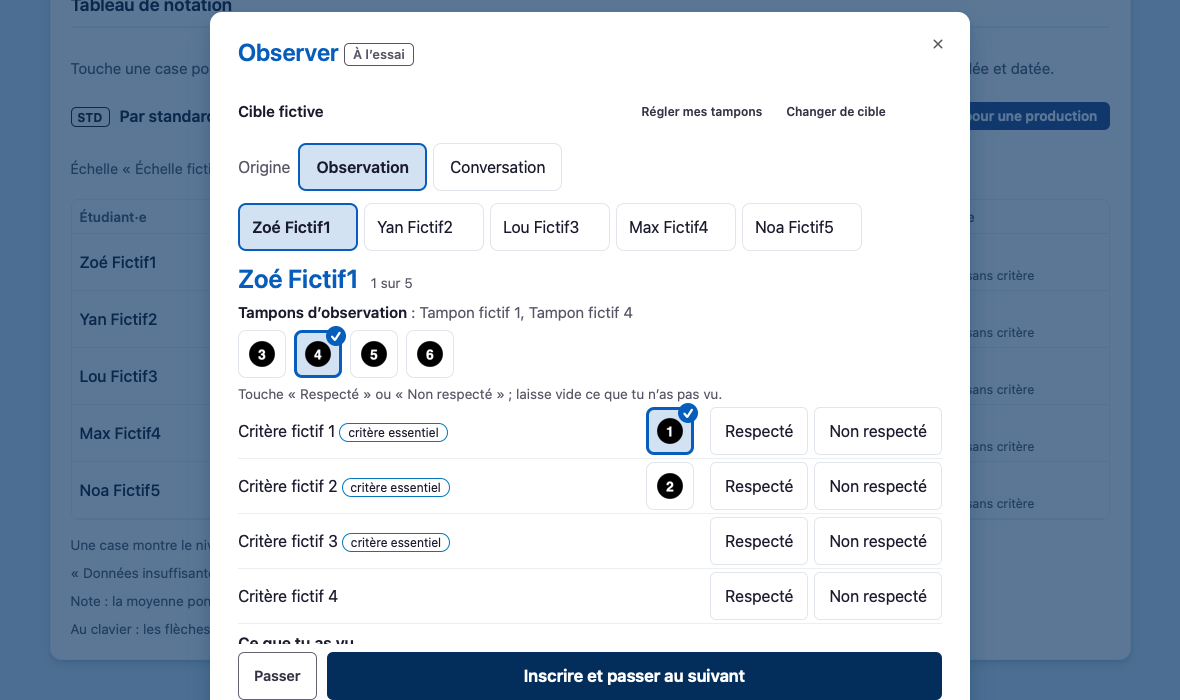 Tableau de notation
Observer À l’essai ×
Touche une case po
lée et datée.
Cible fictive Régler mes tampons Changer de cible
STD Par standard
pour une production
Origine Observation Conversation
Échelle « Échelle ficti
Étudiant·e
Zoé Fictif1 Yan Fictif2 Lou Fictif3 Max Fictif4 Noa Fictif5
Zoé Fictif1
sans critère
Zoé Fictif1 1 sur 5
Tampons d’observation : Tampon fictif 1, Tampon fictif 4
Yan Fictif2
sans critère
3 4 5 6
Lou Fictif3
sans critère
Touche « Respecté » ou « Non respecté » ; laisse vide ce que tu n’as pas vu.
Critère fictif 1 critère essentiel 1 Respecté Non respecté
Max Fictif4
sans critère
Critère fictif 2 critère essentiel 2 Respecté Non respecté
Noa Fictif5
sans critère
Critère fictif 3 critère essentiel Respecté Non respecté
Une case montre le niv
« Données insuffisant
Critère fictif 4 Respecté Non respecté
Note : la moyenne pon
Au clavier : les flèches
Ce que tu as vu
Passer Inscrire et passer au suivant